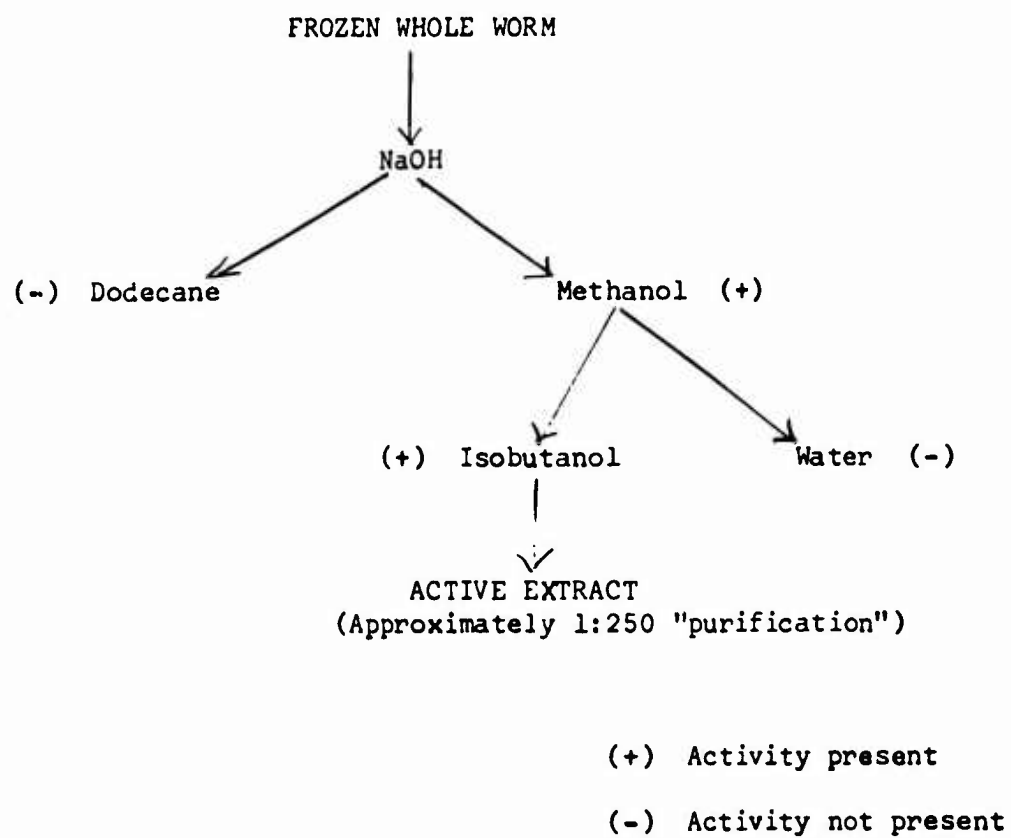 FROZEN WHOLE WORM
NaOH
(-) Dodecane
Methanol (+)
(+) Isobutanol
Water (-)
ACTIVE EXTRACT
(Approximately 1:250 "purification")
(+) Activity present
(-) Activity not present